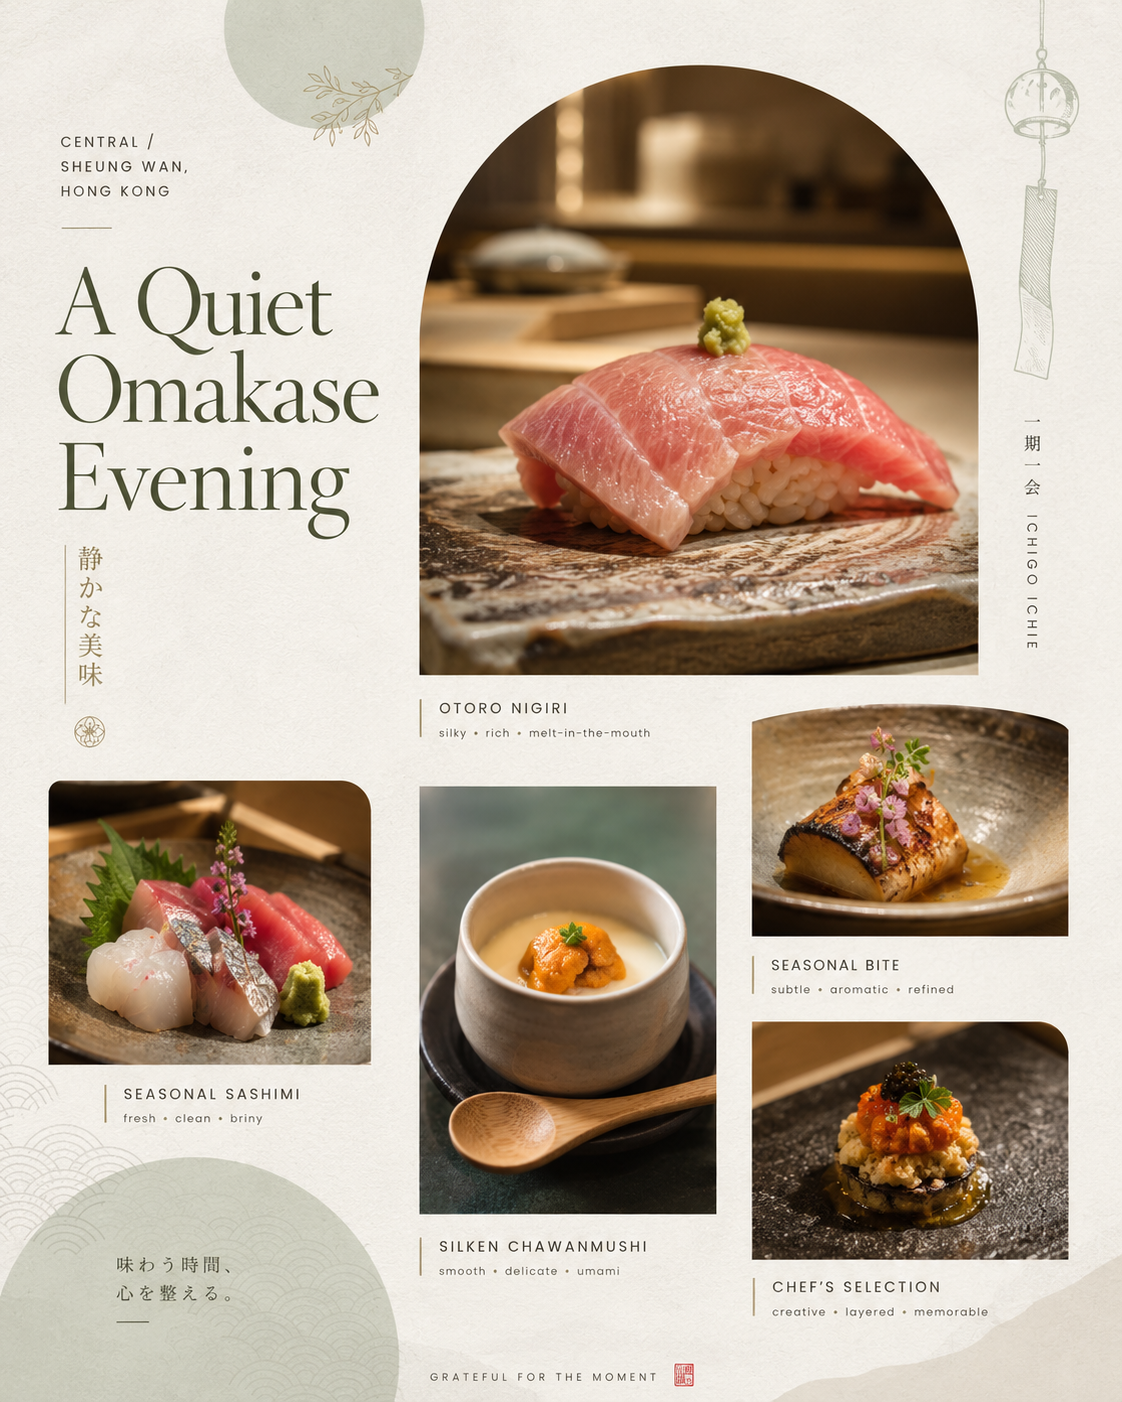 CENTRAL /
SHEUNG WAN,
HONG KONG
A Quiet
Omakase
Evening
静かな美味
一期一会 ICHIGO ICHIE
OTORO NIGIRI
silky • rich • melt-in-the-mouth
SEASONAL BITE
subtle • aromatic • refined
SEASONAL SASHIMI
fresh • clean • briny
SILKEN CHAWANMUSHI
smooth • delicate • umami
CHEF’S SELECTION
creative • layered • memorable
味わう時間、
心を整える。
GRATEFUL FOR THE MOMENT